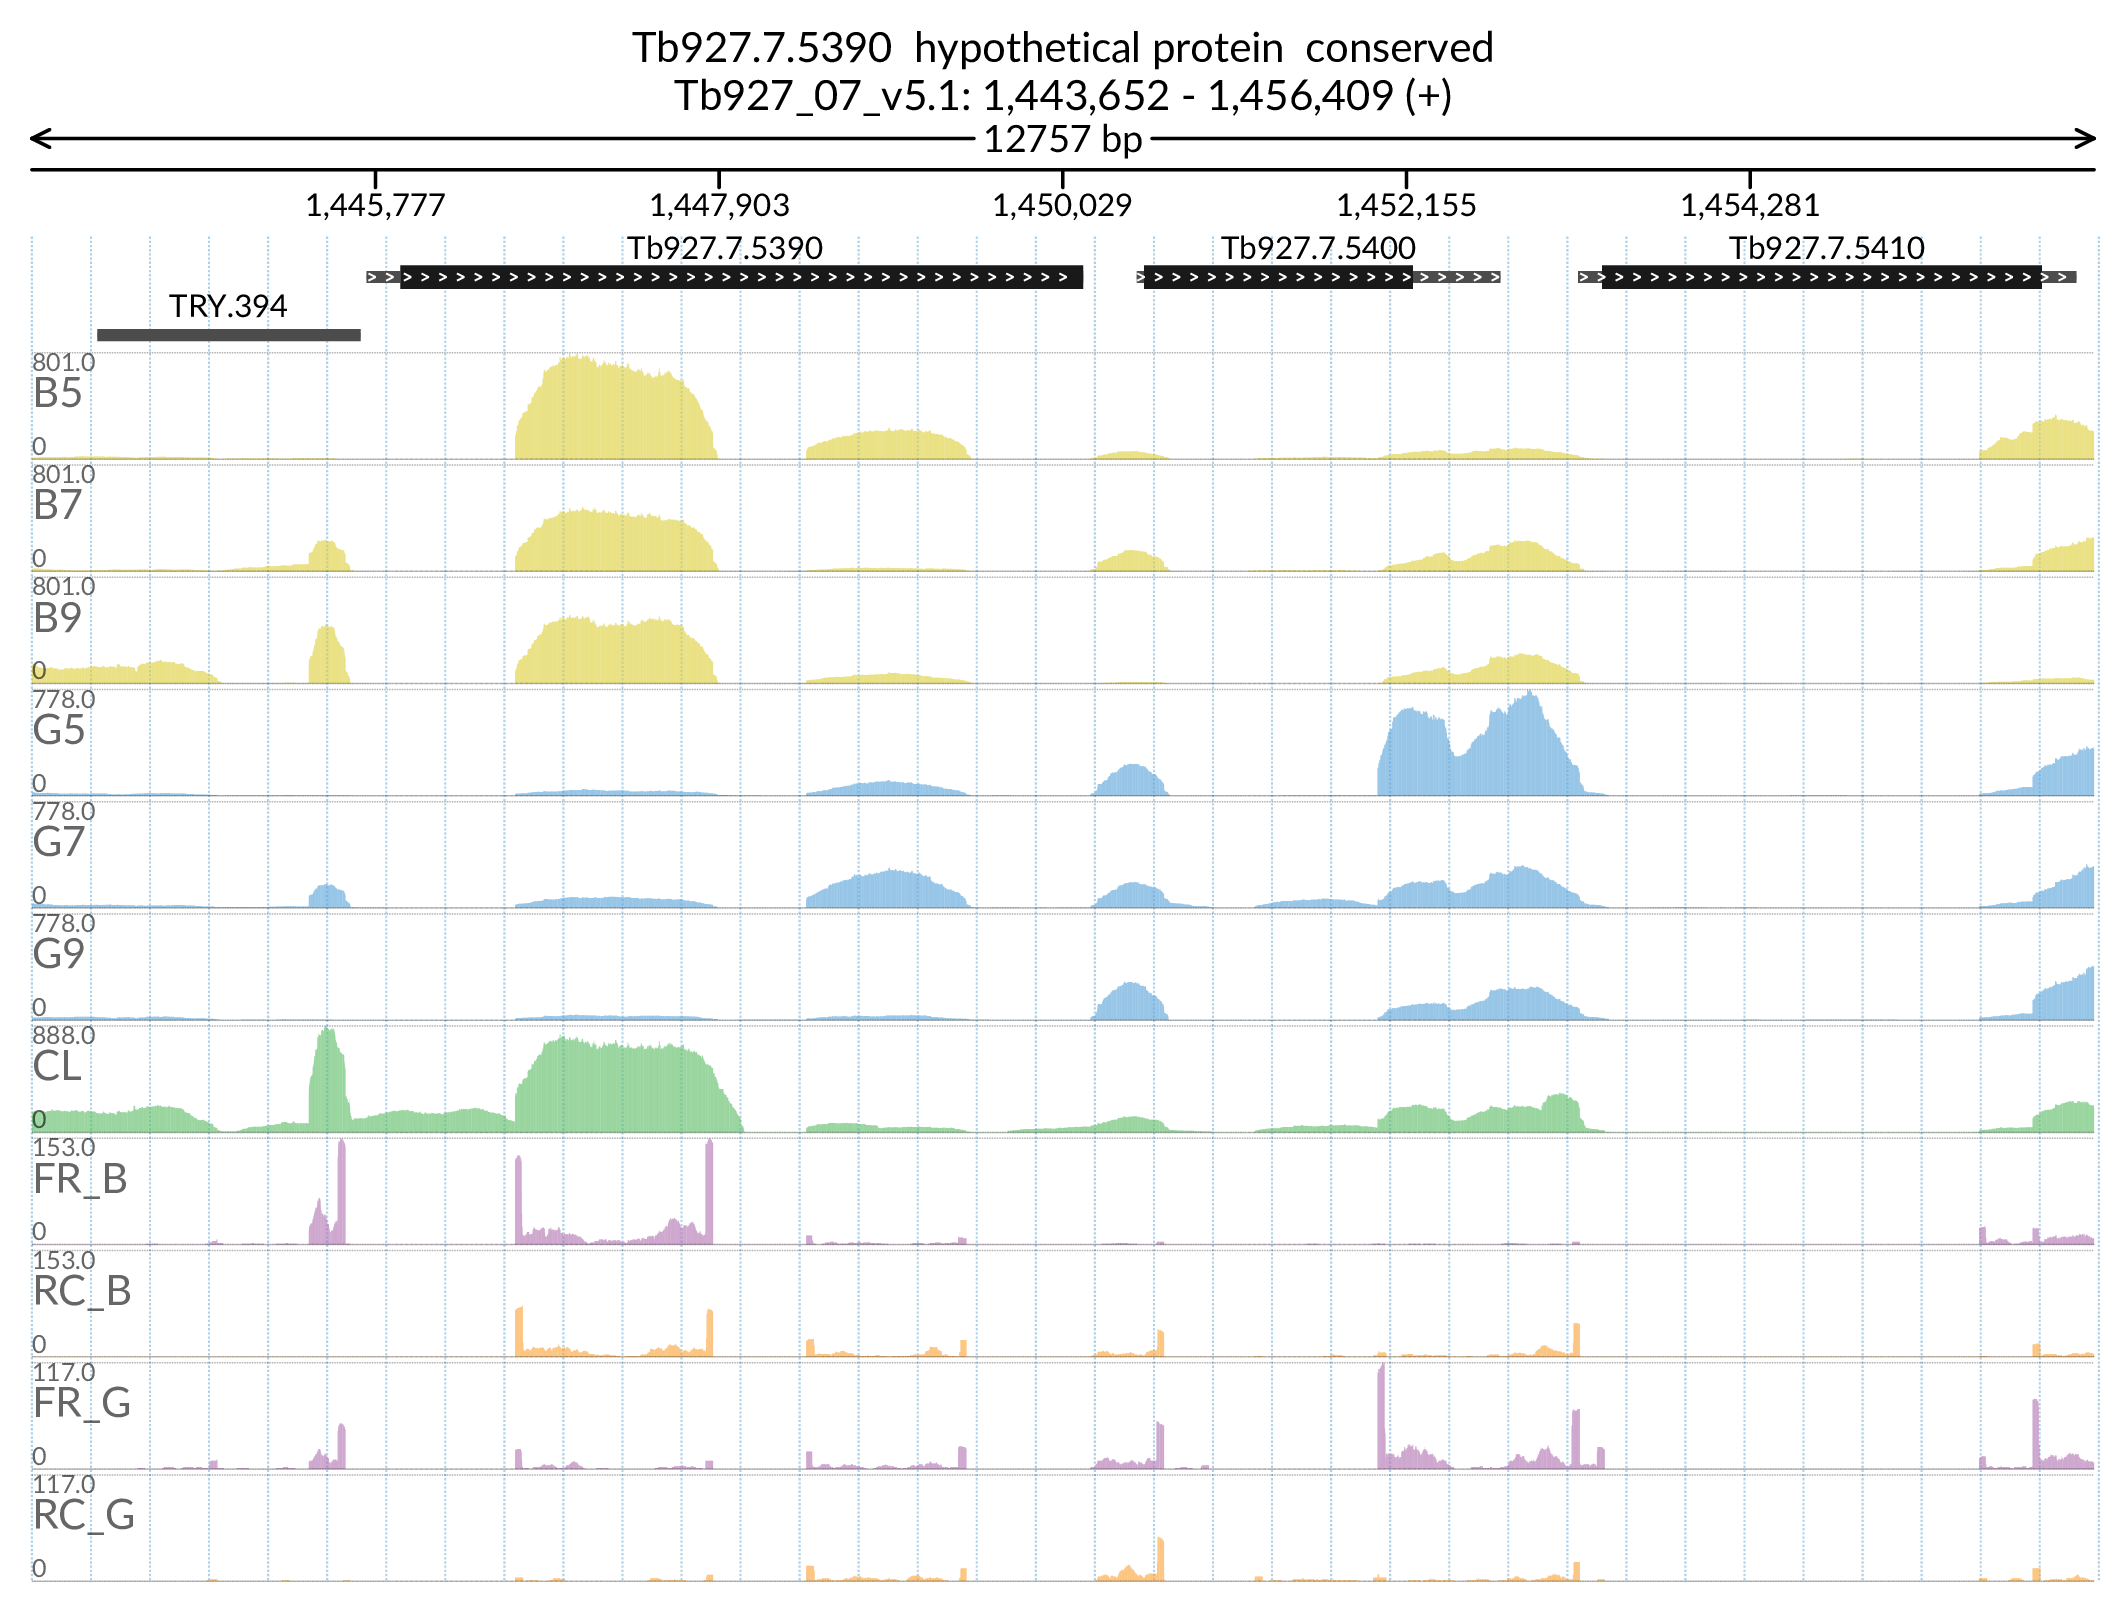 Tb927.7.5390 hypothetical protein conserved
Tb927_07_v5.1: 1,443,652 - 1,456,409 (+)
12757 bp
1,445,777 1,447,903 1,450,029 1,452,155 1,454,281
Tb927.7.5390 Tb927.7.5400 Tb927.7.5410
TRY.394
801.0
B5
0
801.0
B7
0
801.0
B9
0
778.0
G5
0
778.0
G7
0
778.0
G9
0
888.0
CL
0
153.0
FR_B
0
153.0
RC_B
0
117.0
FR_G
0
117.0
RC_G
0